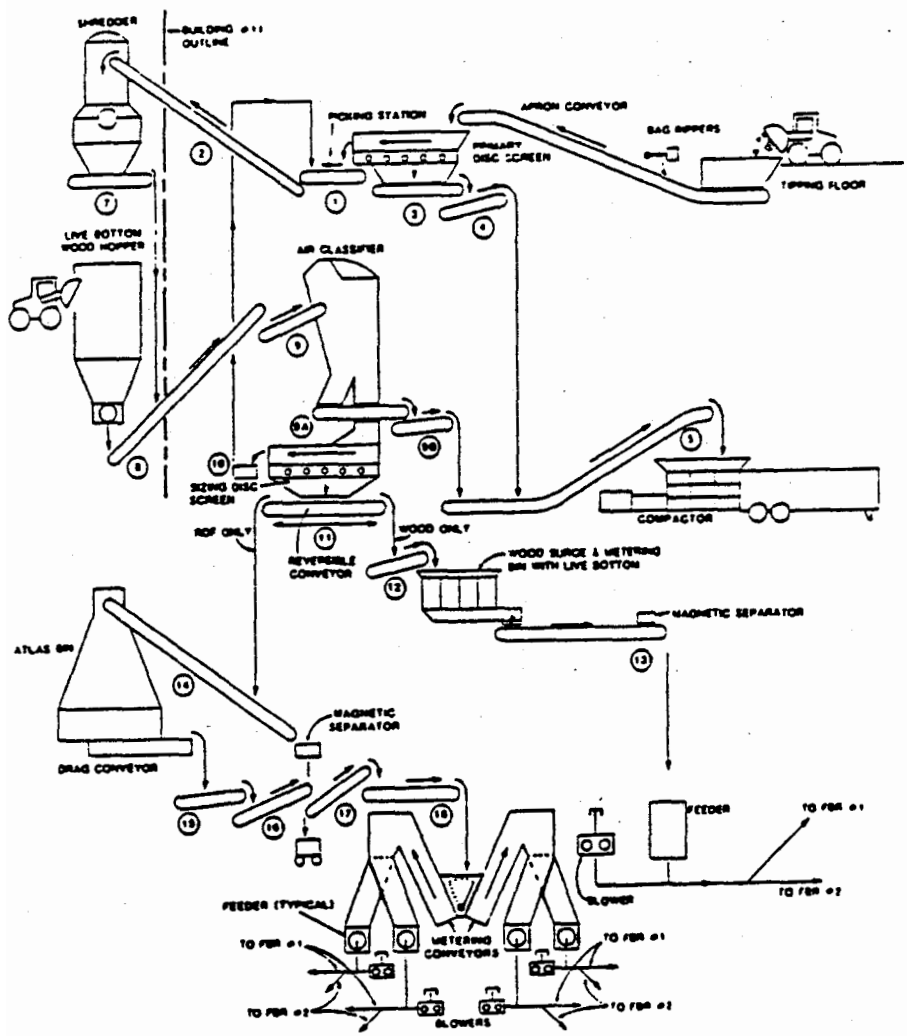 SHREDDER
BUILDING #11
OUTLINE
PICKING STATION
APRON CONVEYOR
BAG RIPPERS
PRIMARY
DISC SCREEN
TIPPING FLOOR
2
1
3
4
7
LIVE BOTTOM
WOOD HOPPER
AIR CLASSIFIER
9
9A
9B
5
8
10
SIZING DISC
SCREEN
COMPACTOR
RDF ONLY
11
WOOD ONLY
REVERSIBLE
CONVEYOR
12
WOOD SURGE & METERING
BIN WITH LIVE BOTTOM
MAGNETIC SEPARATOR
13
ATLAS BIN
14
MAGNETIC
SEPARATOR
DRAG CONVEYOR
15
16
17
18
FEEDER
TO FBR #1
BLOWER
TO FBR #2
FEEDER (TYPICAL)
METERING
CONVEYORS
TO FBR #1
TO FBR #1
TO FBR #2
BLOWERS
TO FBR #2